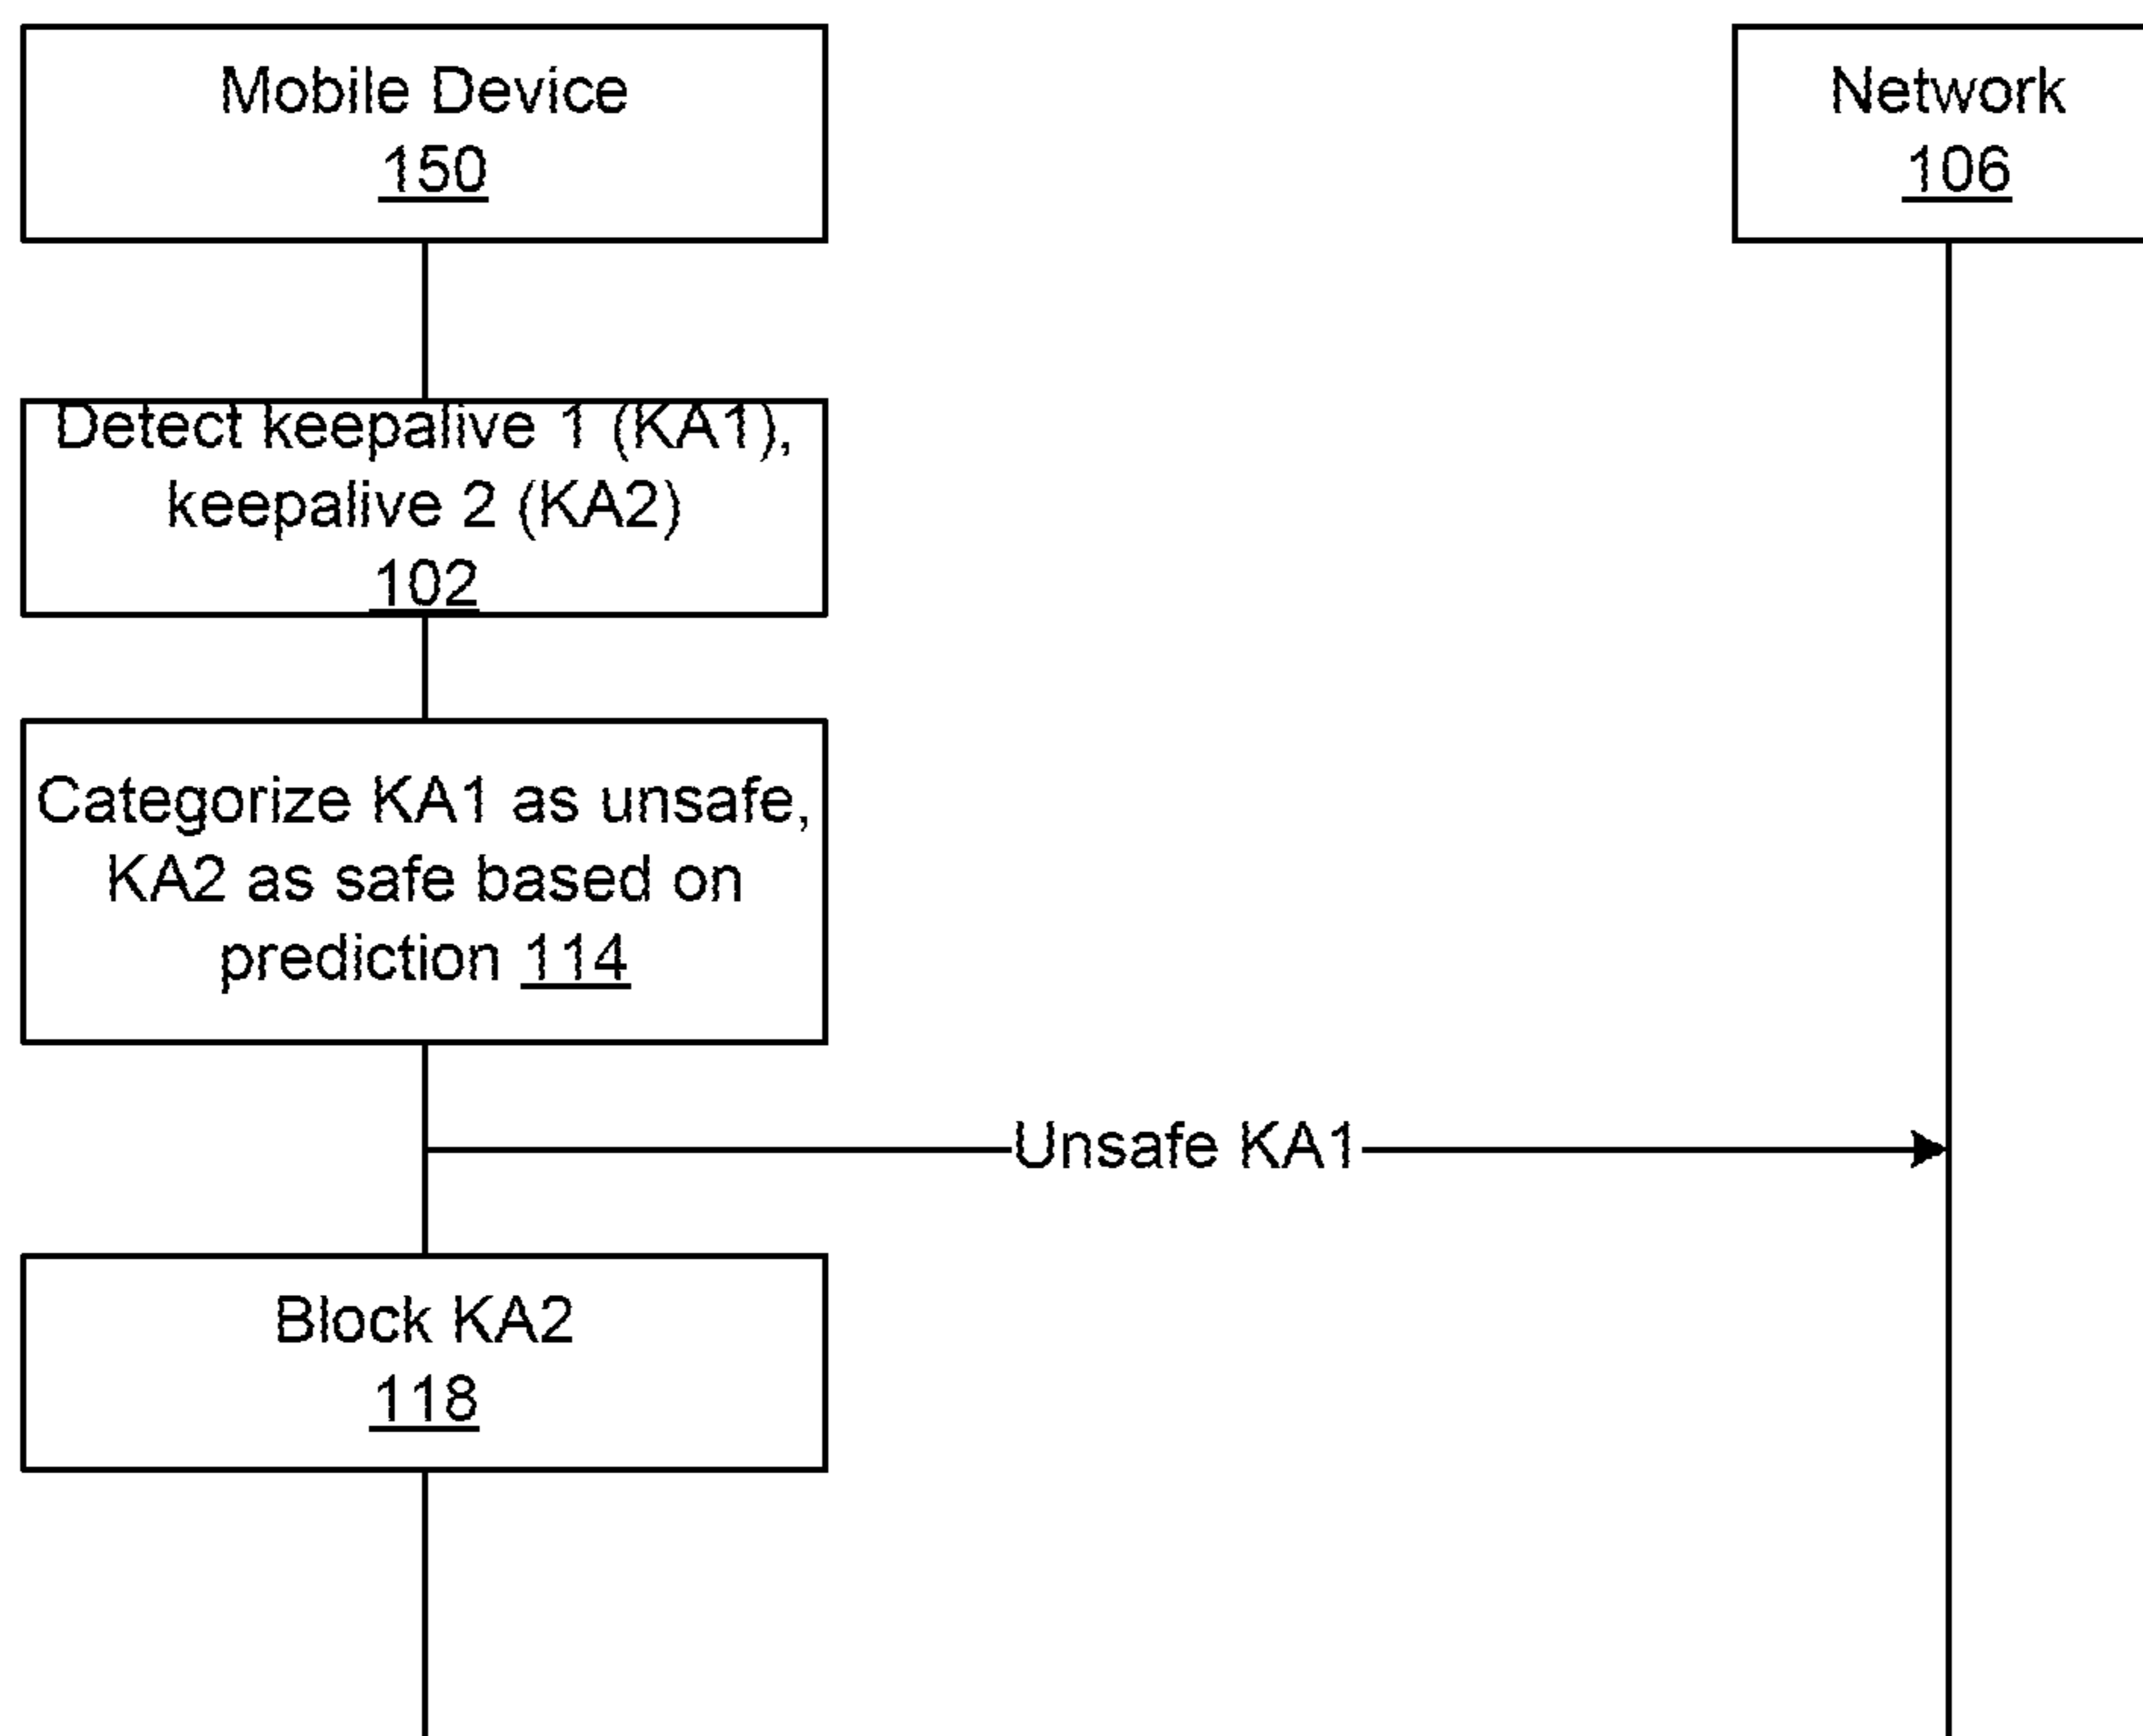 Mobile Device
150
Network
106
Detect keepalive 1 (KA1),
keepalive 2 (KA2)
102
Categorize KA1 as unsafe,
KA2 as safe based on
prediction 114
Unsafe KA1
Block KA2
118